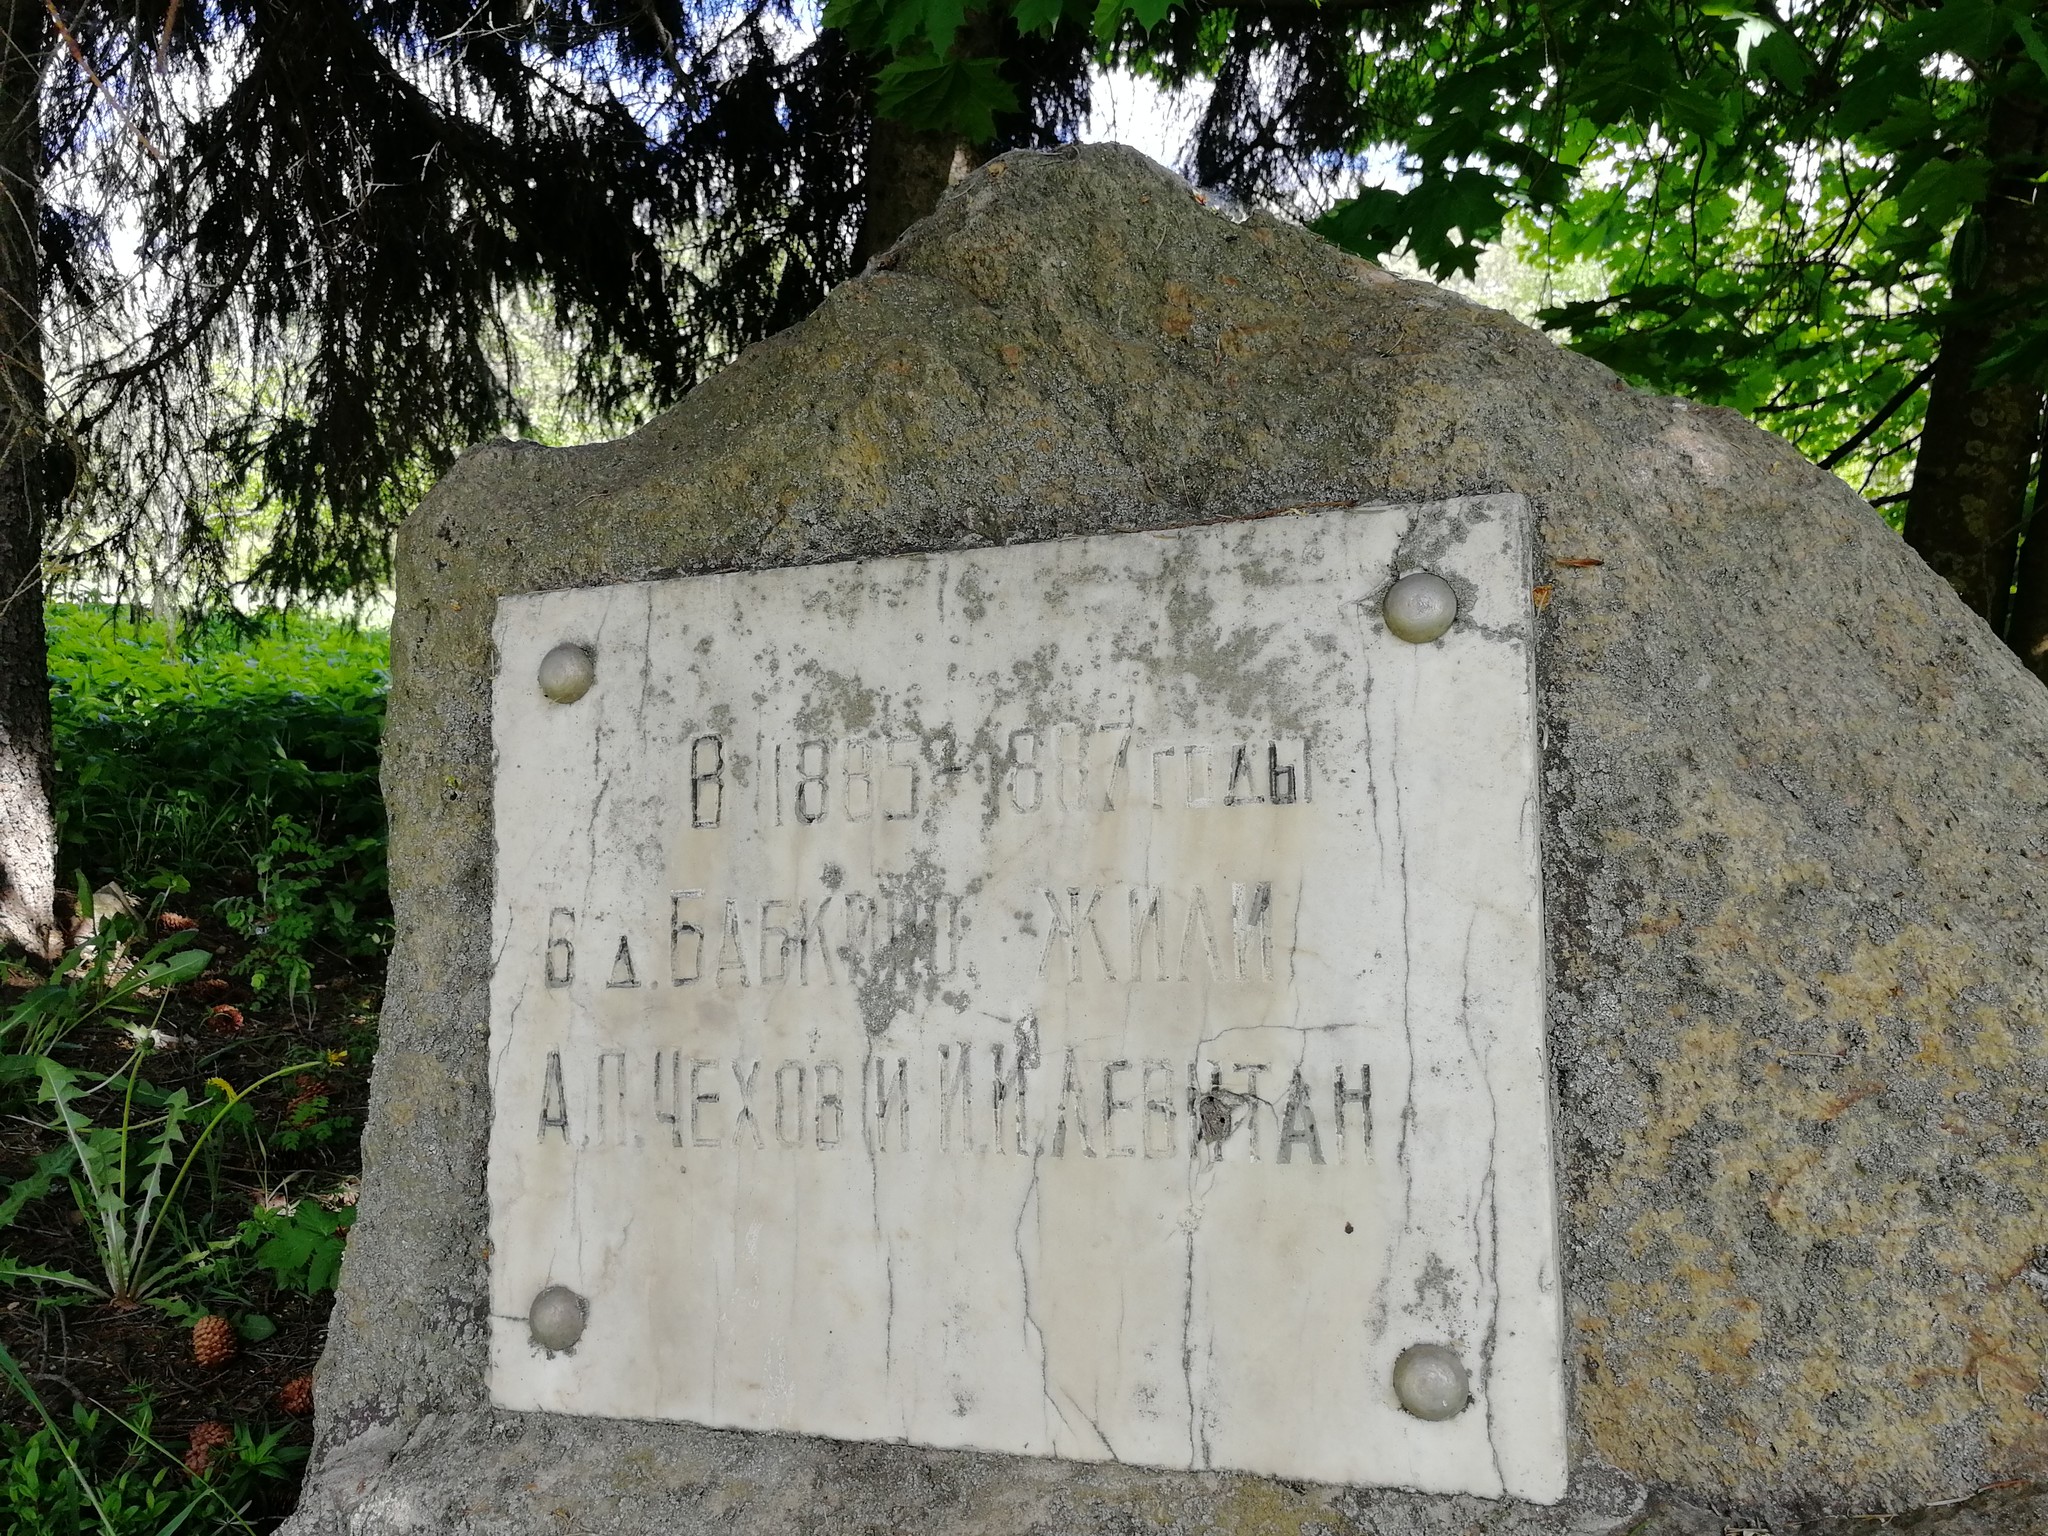 В 1885-1887 годы
в д. Бабкино жили
А.П.Чехов и И.И.Левитан